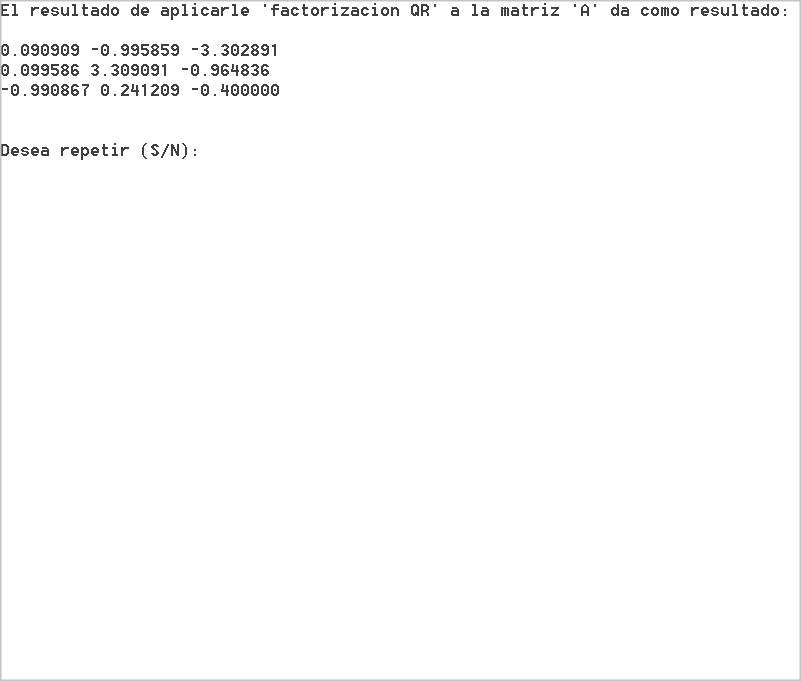 El resultado de aplicarle 'factorizacion QR' a la matriz 'A' da como resultado:
0.090909 -0.995859 -3.302891
0.099586 3.309091 -0.964836
-0.990867 0.241209 -0.400000
Desea repetir (S/N):